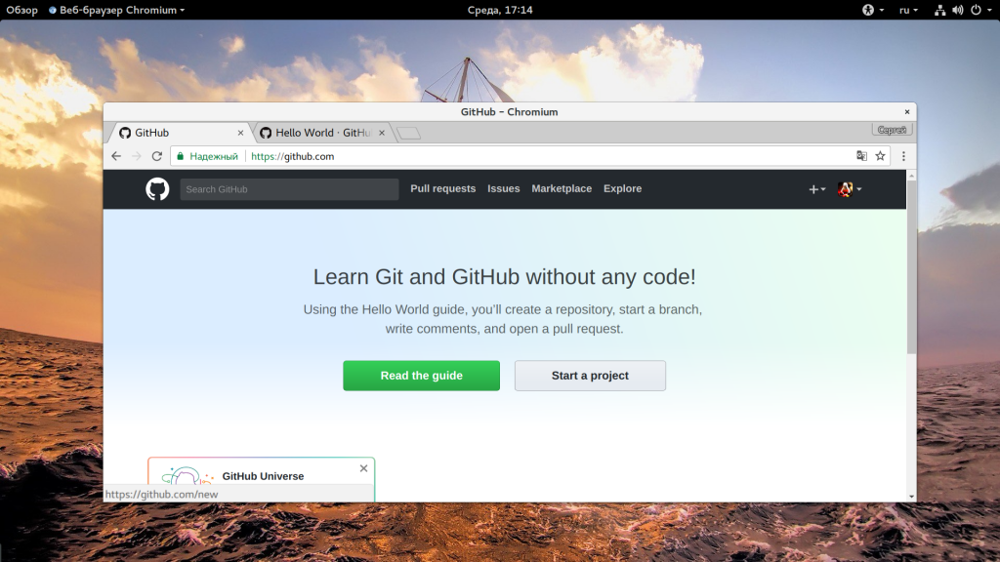 Обзор Веб-браузер Chromium Среда, 17:14 ru
GitHub – Chromium
GitHub Hello World · GitHu Сергей
Надежный https://github.com
Search GitHub Pull requests Issues Marketplace Explore
Learn Git and GitHub without any code!
Using the Hello World guide, you’ll create a repository, start a branch,
write comments, and open a pull request.
Read the guide Start a project
GitHub Universe
https://github.com/new